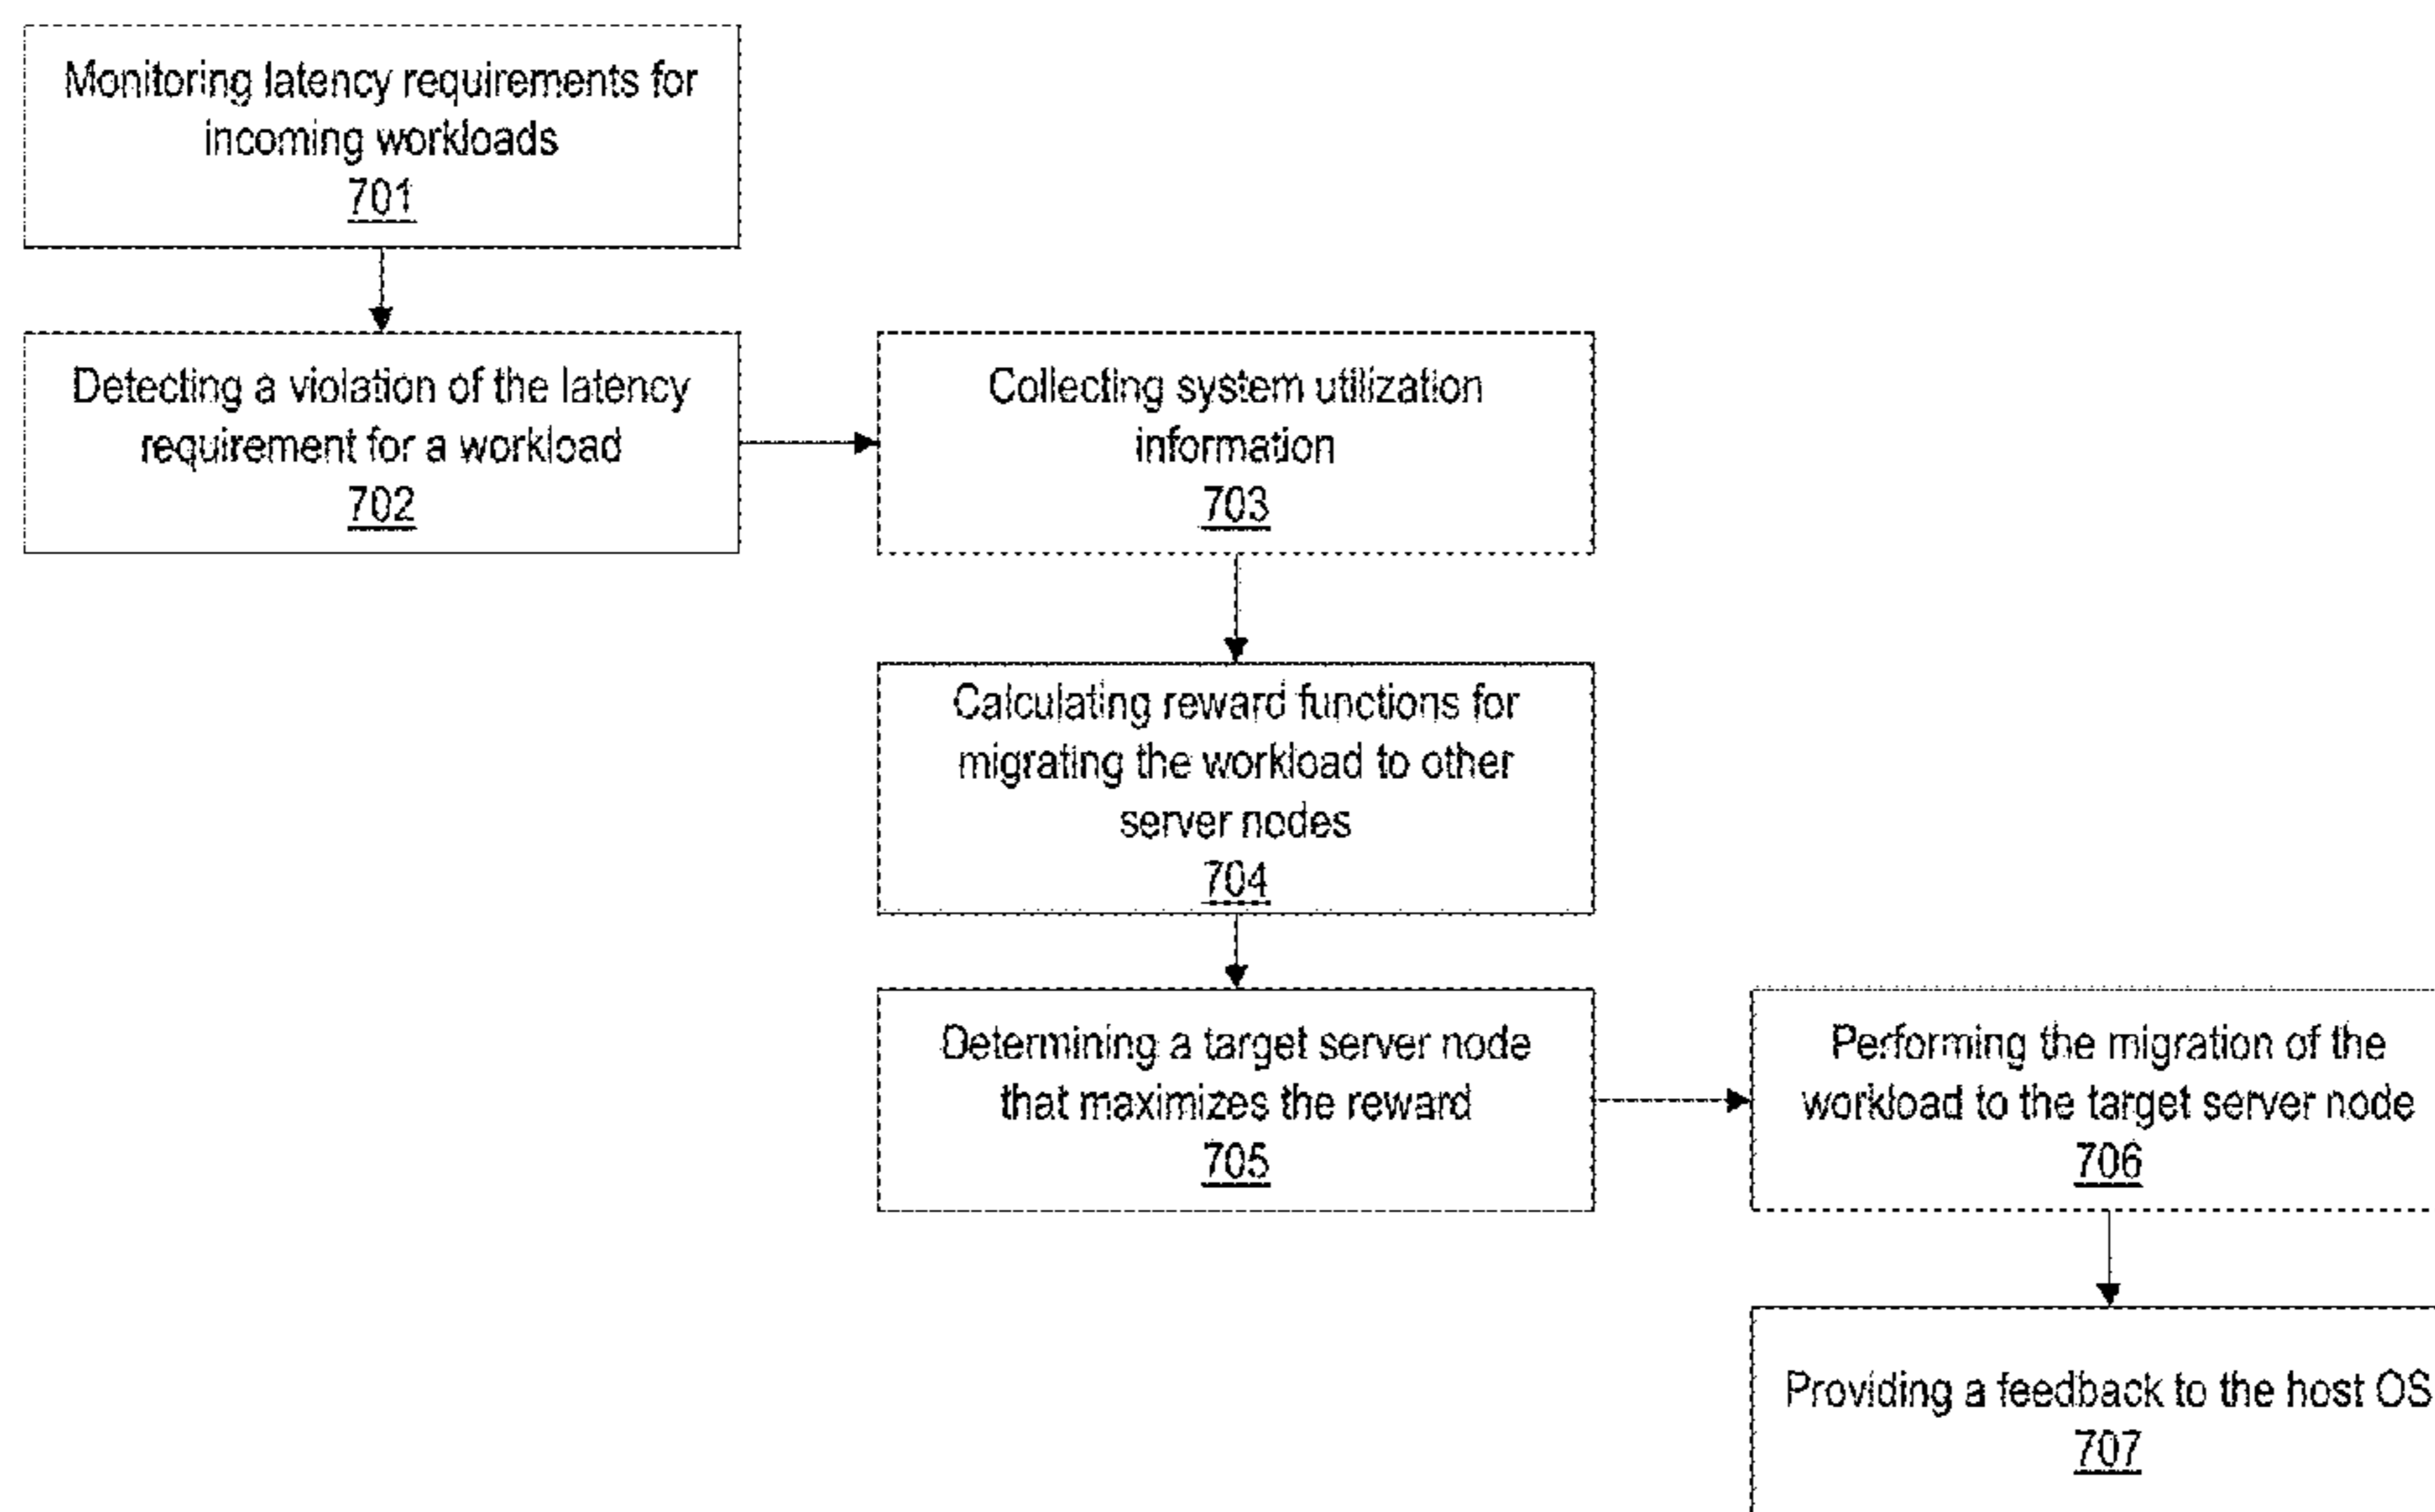 Monitoring latency requirements for
incoming workloads
701
Detecting a violation of the latency
requirement for a workload
702
Collecting system utilization
information
703
Calculating reward functions for
migrating the workload to other
server nodes
704
Determining a target server node
that maximizes the reward
705
Performing the migration of the
workload to the target server node
706
Providing a feedback to the host OS
707